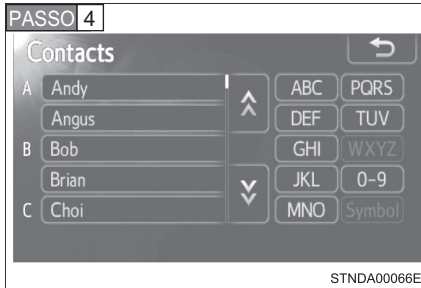 PASSO 4
Contacts
A Andy ABC PQRS
Angus DEF TUV
B Bob GHI WXYZ
Brian JKL 0-9
C Choi MNO Symbol
STNDA00066E